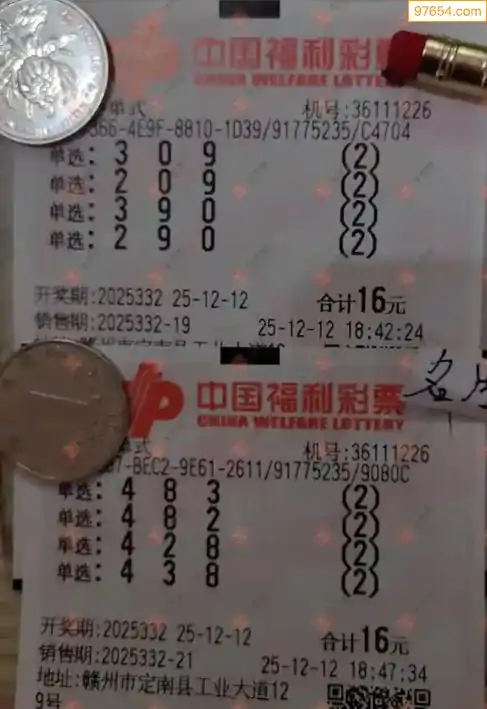 97654.com
中国福利彩票
CHINA WELFARE LOTTERY
单式 机号:36111226
366-4E9F-8810-1D39/91775235/C4704
单选: 3 0 9 (2)
单选: 2 0 9 (2)
单选: 3 9 0 (2)
单选: 2 9 0 (2)
开奖期:2025332 25-12-12 合计16元
销售期:2025332-19 25-12-12 18:42:24
中国福利彩票
CHINA WELFARE LOTTERY
单式 机号:36111226
B7-BEC2-9E61-2611/91775235/9080C
单选: 4 8 3 (2)
单选: 4 8 2 (2)
单选: 4 2 8 (2)
单选: 4 3 8 (2)
开奖期:2025332 25-12-12 合计16元
销售期:2025332-21 25-12-12 18:47:34
地址:赣州市定南县工业大道12
9号